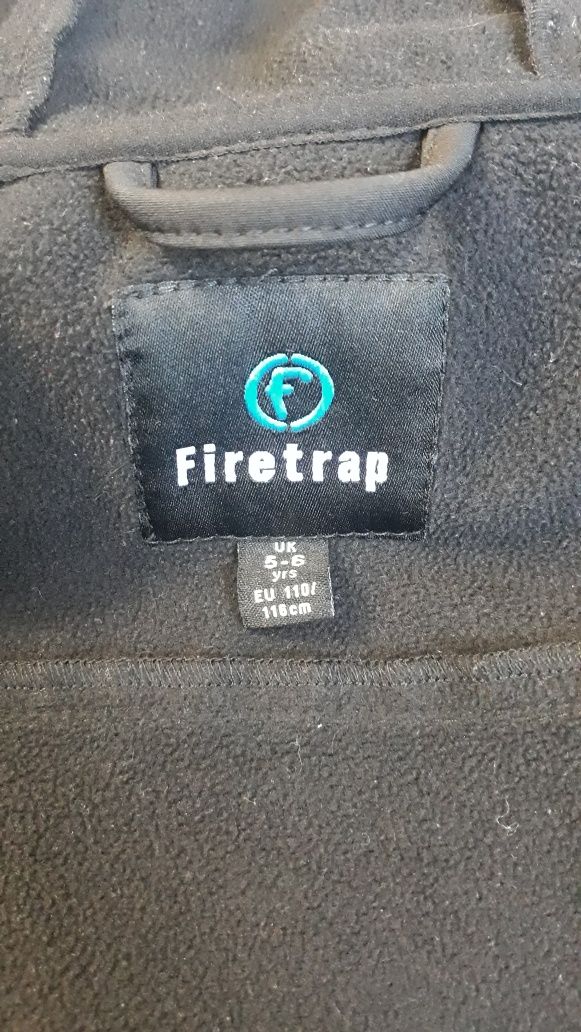 F
Firetrap
UK
5-6
yrs
EU 110/
116cm